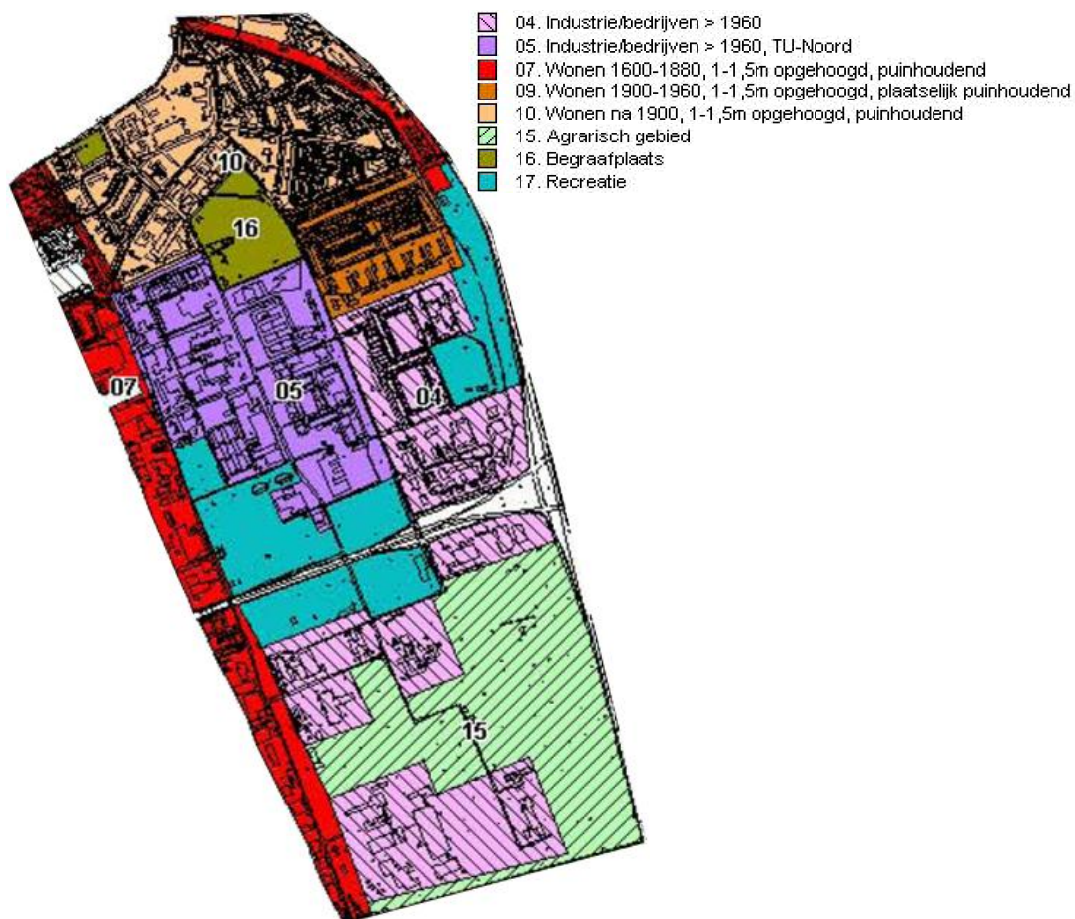 04. Industrie/bedrijven > 1960
05. Industrie/bedrijven > 1960, TU-Noord
07. Wonen 1600-1880, 1-1,5m opgehoogd, puinhoudend
09. Wonen 1900-1960, 1-1,5m opgehoogd, plaatselijk puinhoudend
10. Wonen na 1900, 1-1,5m opgehoogd, puinhoudend
15. Agrarisch gebied
16. Begraafplaats
17. Recreatie
10
16
07
05
04
15